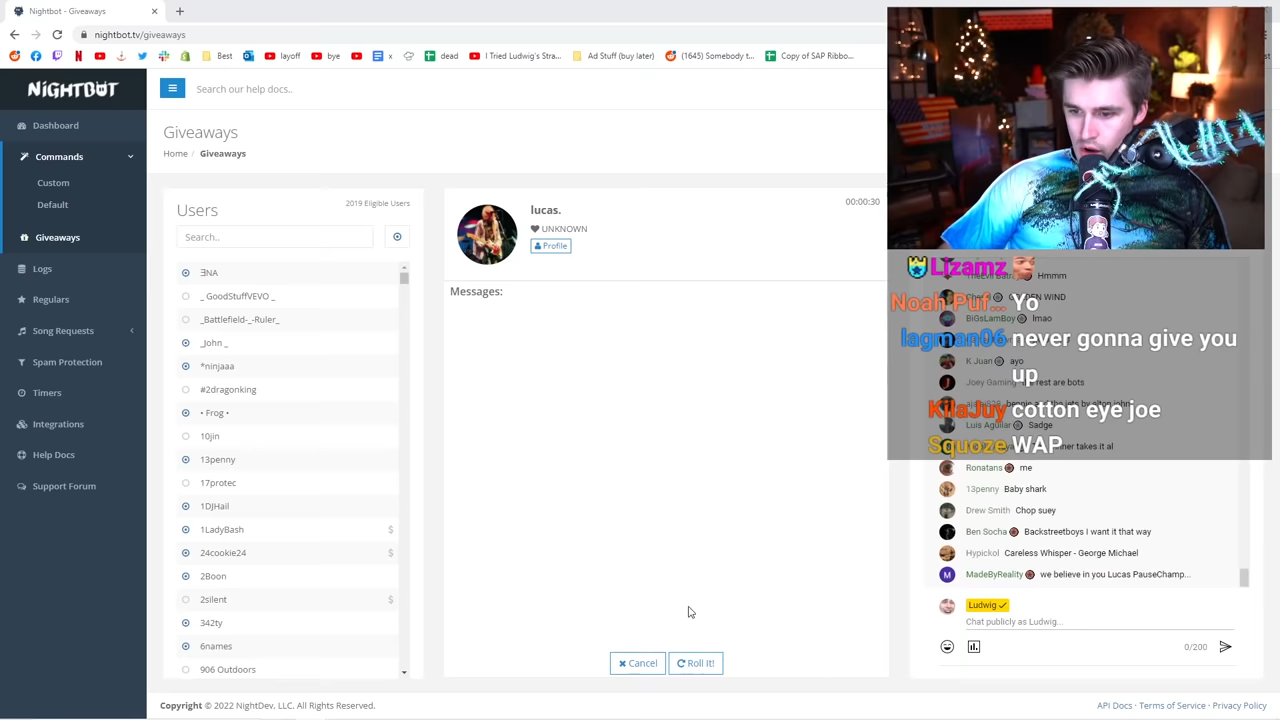 Nightbot - Giveaways
nightbot.tv/giveaways
Best
layoff
bye
x
dead
I Tried Ludwig's Stra...
Ad Stuff (buy later)
(1645) Somebody t...
Copy of SAP Ribbo...
NIGHTBOT
Search our help docs..
Dashboard
Commands
Custom
Default
Giveaways
Logs
Regulars
Song Requests
Spam Protection
Timers
Integrations
Help Docs
Support Forum
Giveaways
Home / Giveaways
Users
2019 Eligible Users
Search...
ƎNA
_ GoodStuffVEVO _
_Battlefield-_-Ruler_
_John _
*ninjaaa
#2dragonking
• Frog •
10jin
13penny
17protec
1DJHail
1LadyBash $
24cookie24 $
2Boon
2silent $
342ty
6names
906 Outdoors
lucas.
00:00:30
UNKNOWN
Profile
Messages:
Cancel
Roll It!
Lizamz
Noah Puf... Yo
lagman06 never gonna give you
up
KilaJuy cotton eye joe
Squoze WAP
Hmmm
BiGsLamBoy lmao
K Juan ayo
Joey Gaming rest are bots
Luis Aguilar Sadge
Ronatans me
13penny Baby shark
Drew Smith Chop suey
Ben Socha Backstreetboys I want it that way
Hypickol Careless Whisper - George Michael
M MadeByReality we believe in you Lucas PauseChamp...
Ludwig
Chat publicly as Ludwig...
0/200
Copyright © 2022 NightDev, LLC. All Rights Reserved.
API Docs · Terms of Service · Privacy Policy